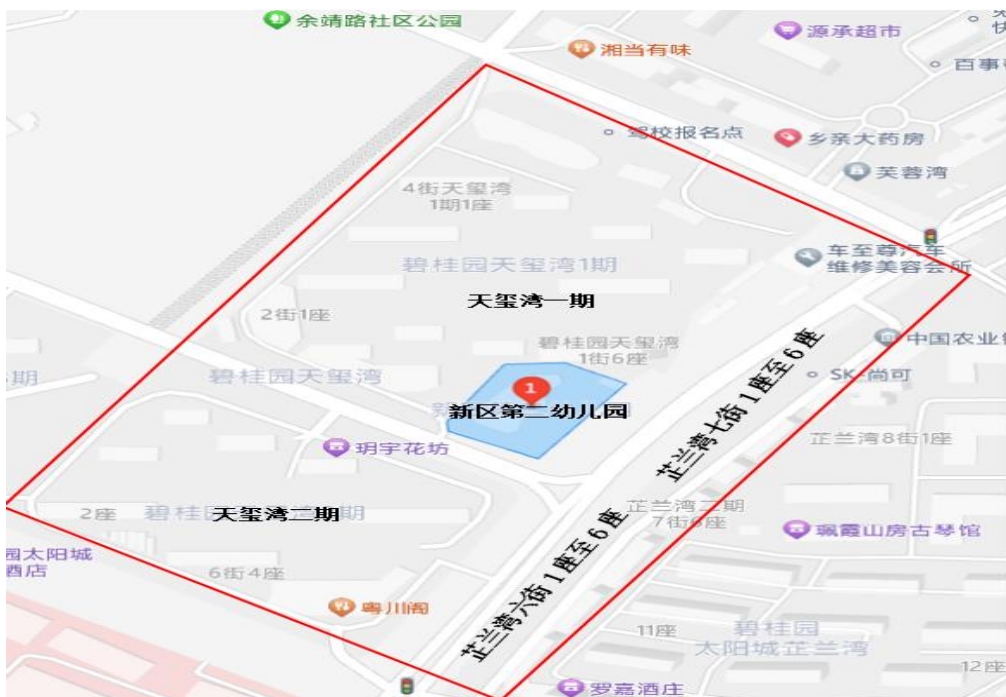 余靖路社区公园
湘当有味
源承超市
百事
驾校报名点
乡亲大药房
芙蓉湾
4街天玺湾
1期1座
车至尊汽车
维修美容会所
碧桂园天玺湾1期
天玺湾一期
2街1座
碧桂园天玺湾
1街6座
中国农业银
SK-尚可
期
碧桂园天玺湾
1
新区第二幼儿园
芷兰湾七街1座至6座
玥宇花坊
芷兰湾8街1座
2座
天玺湾二期
芷兰湾二期
7街6座
珮霞山房古琴馆
园太阳城
酒店
6街4座
粤川阁
芷兰湾六街1座至6座
11座
碧桂园
太阳城芷兰湾
12座
罗嘉酒庄